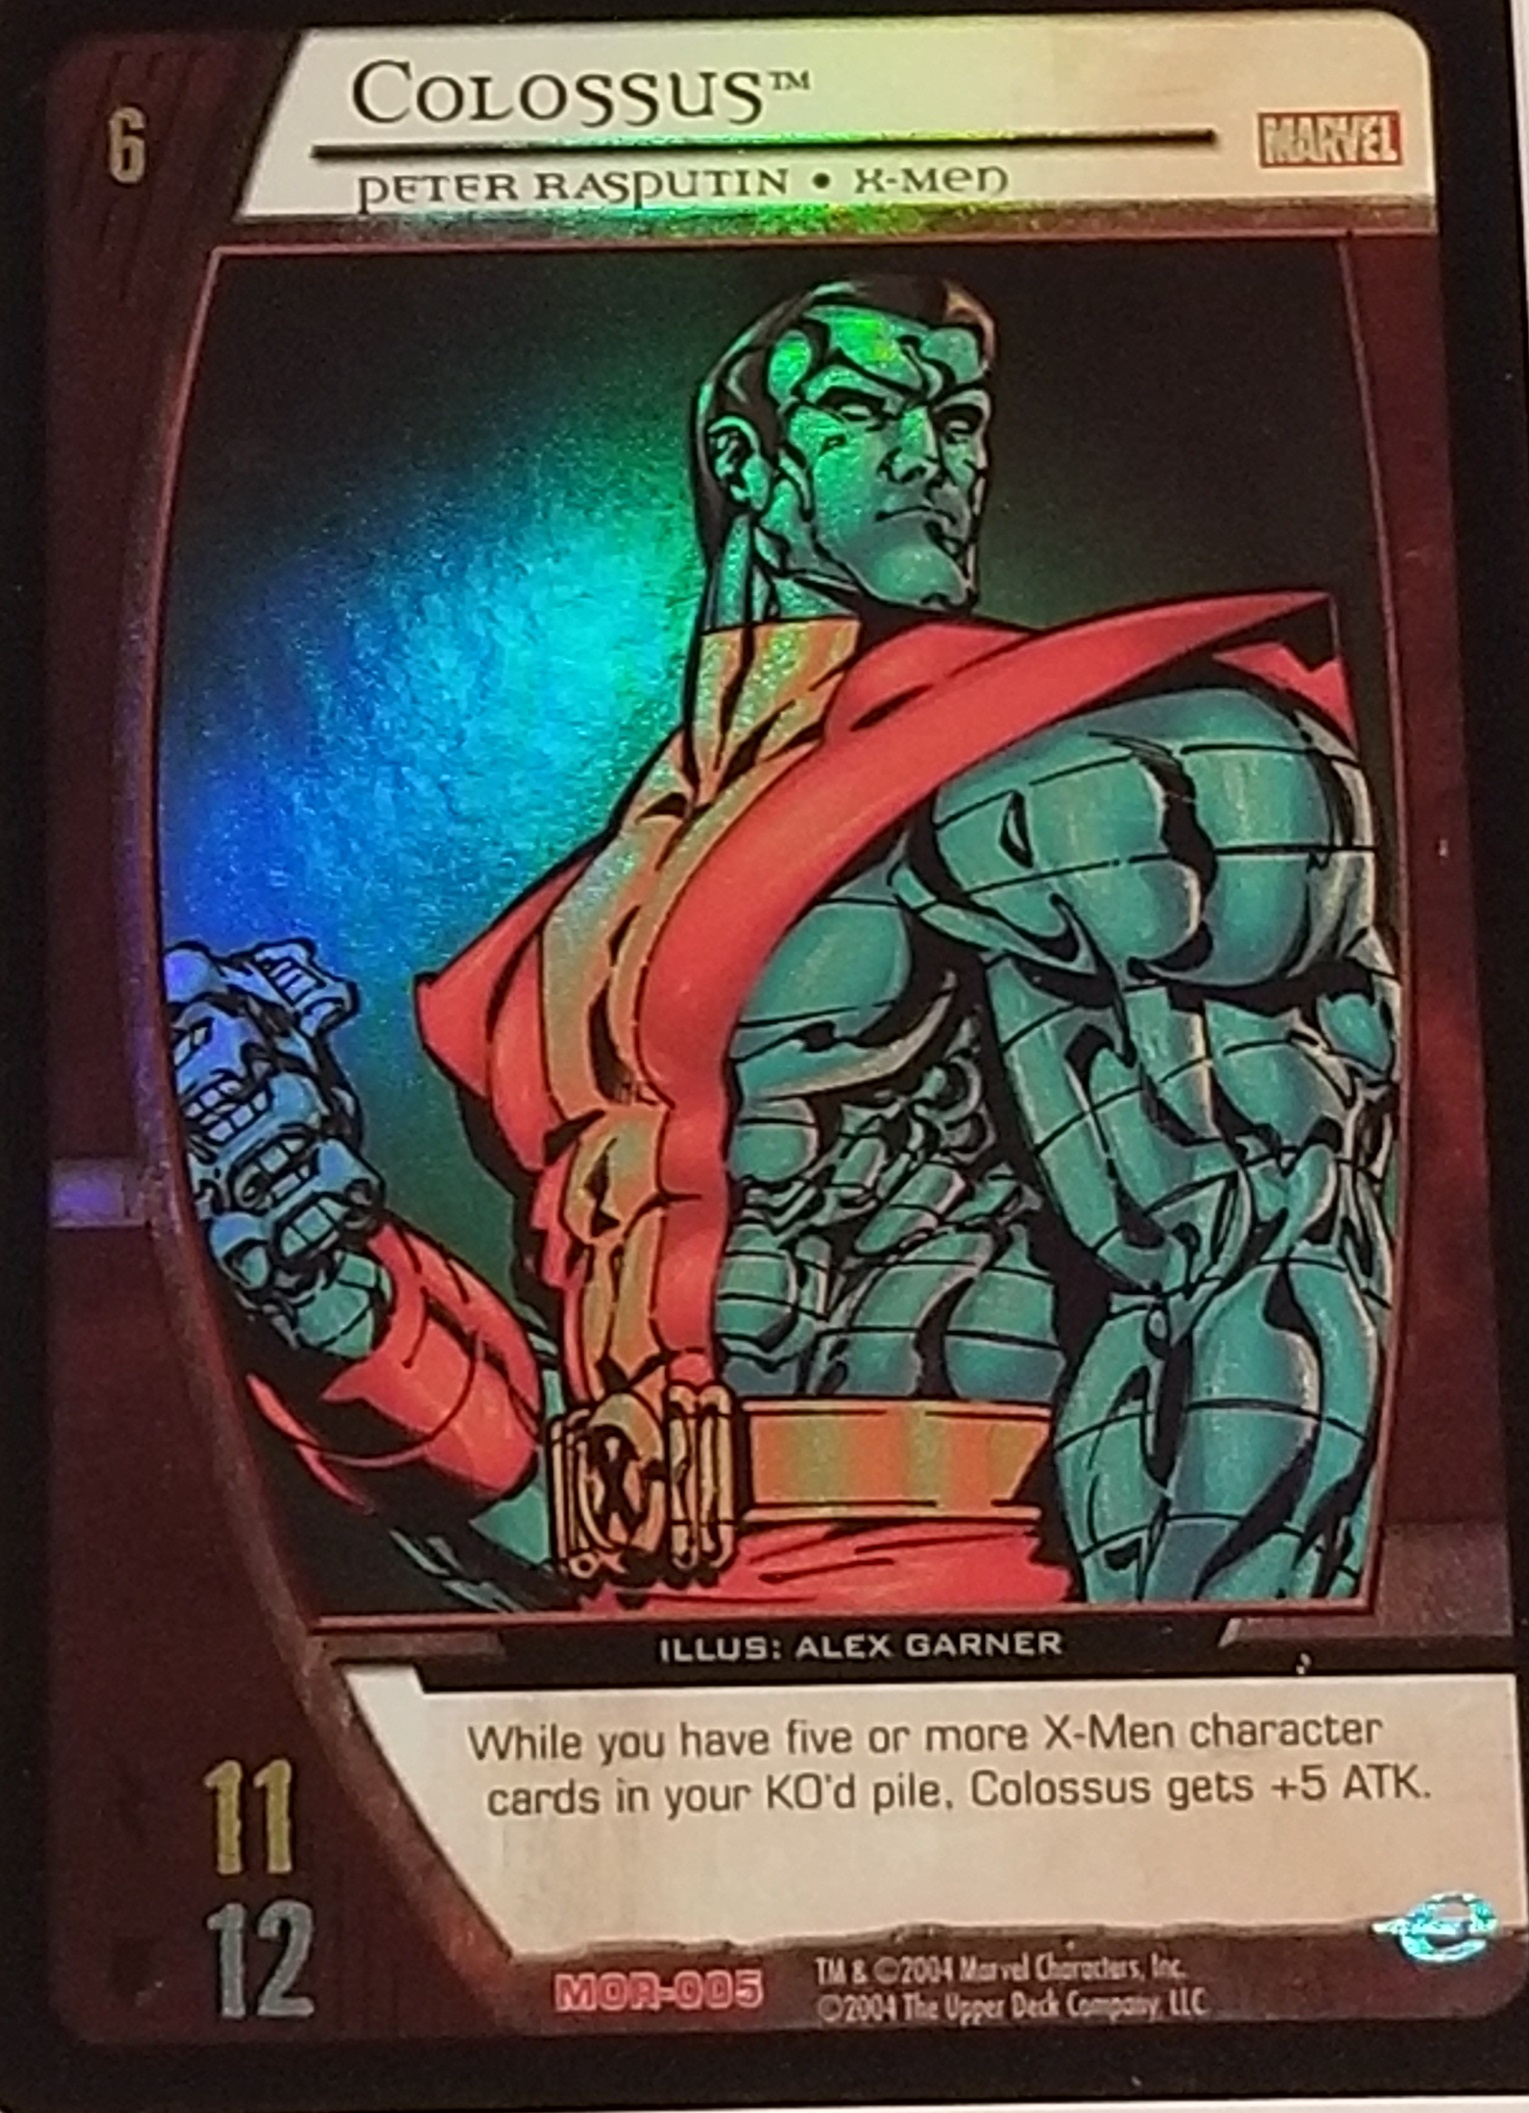 6
Colossus™
Peter Rasputin • X-Men
MARVEL
ILLUS: ALEX GARNER
While you have five or more X-Men character
cards in your KO'd pile, Colossus gets +5 ATK.
11
12
MOR-005
TM & ©2004 Marvel Characters, Inc.
©2004 The Upper Deck Company, LLC